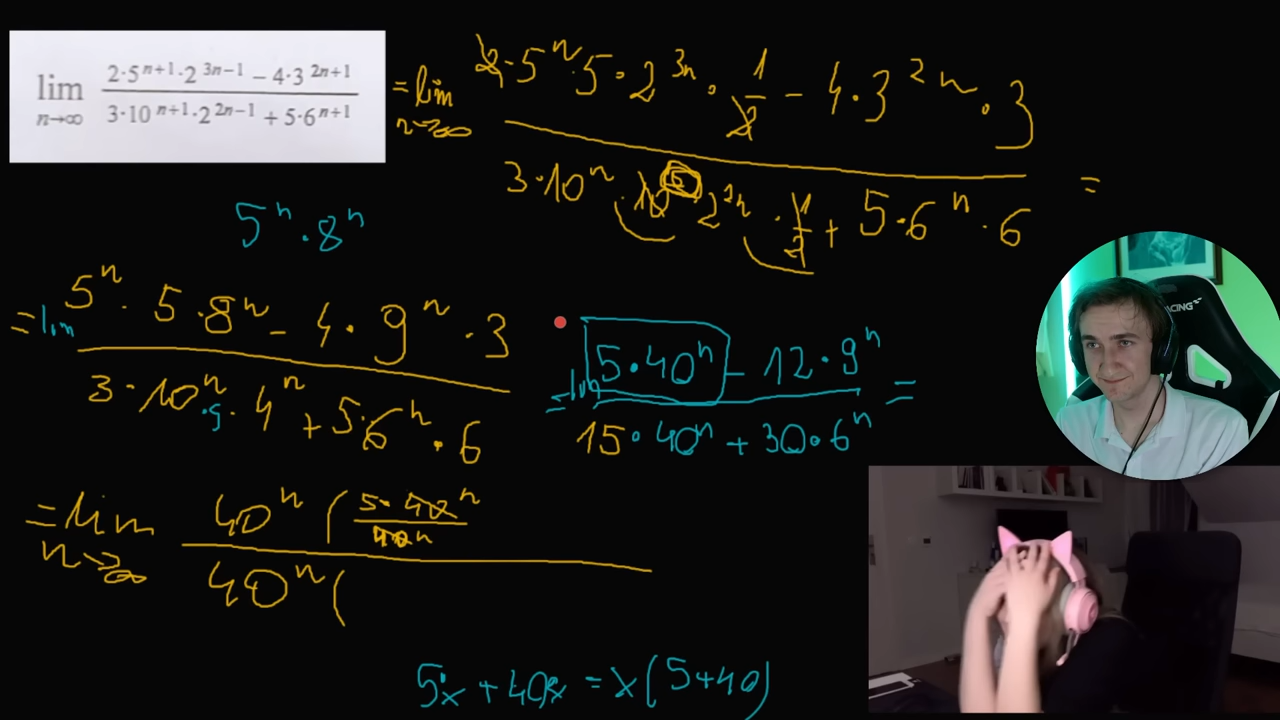 lim n→∞ (2·5^{n+1}·2^{3n-1} - 4·3^{2n+1}) / (3·10^{n+1}·2^{2n-1} + 5·6^{n+1})
= lim n→∞ (2·5^n·5·2^{3n}·1/2 - 4·3^{2n}·3) / (3·10^n·10 5 2^{2n}·1/2 + 5·6^n·6) =
5^n·8^n
= lim (5^n·5·8^n - 4·9^n·3) / (3·10^n·5·4^n + 5·6^n·6)
= lim (5·40^n - 12·9^n) / (15·40^n + 30·6^n) =
= lim n→∞ 40^n (5·40^n / 40^n
40^n (
5x + 40x = x(5+40)